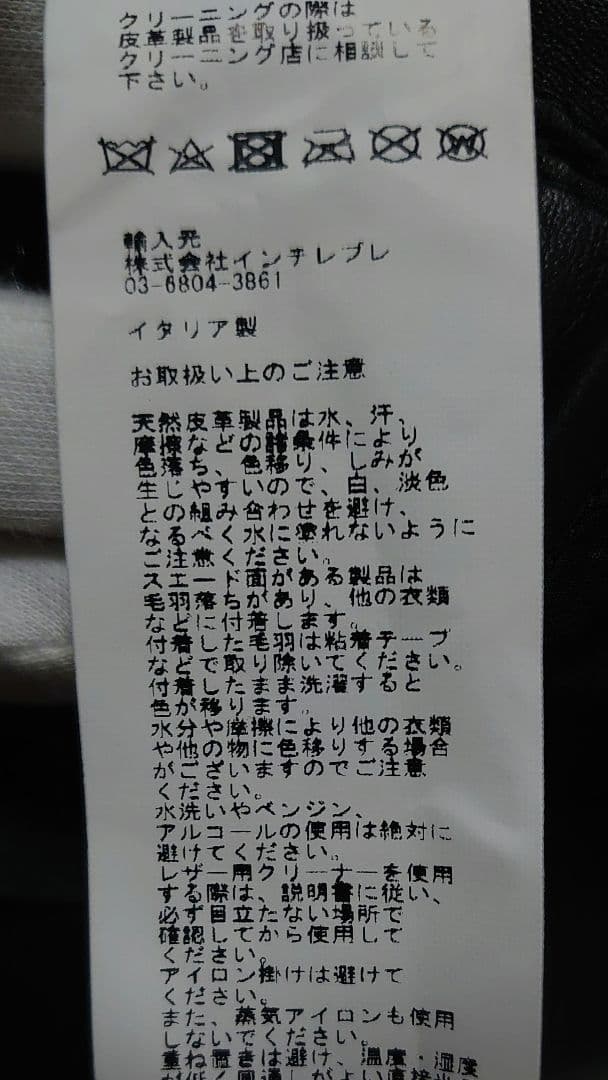 クリーニングの際は
皮革製品を取り扱っている
クリーニング店に相談して
下さい。
輸入発
株式会社インテレプレ
03-6804-3861
イタリア製
お取扱い上のご注意
天然皮革製品は水、汗、
摩擦などの諸条件により
色落ち、色移り、しみが
生じやすいので、白、淡色
との組み合わせを避け、
なるべく水に塗れないように
ご注意ください。
スエード面がある製品は
毛羽落ちがあり、他の衣類
などに付着します。
付着した毛羽は粘着テープ
などで取り除いてください。
付着したまま洗濯すると
色が移ります。
水分や摩擦により他の衣類
や他の物に色移りする場合
がございますのでご注意
ください。
水洗いやベンジン、
アルコールの使用は絶対に
避けてください。
レザー用クリーナーを使用
する際は、説明書に従い、
必ず目立たない場所で
確認してから使用して
ください。
アイロン掛けは避けて
ください。
また、蒸気アイロンも使用
しないでください。
重ね置きは避け、温度・湿度
が低く風通しがよい直接